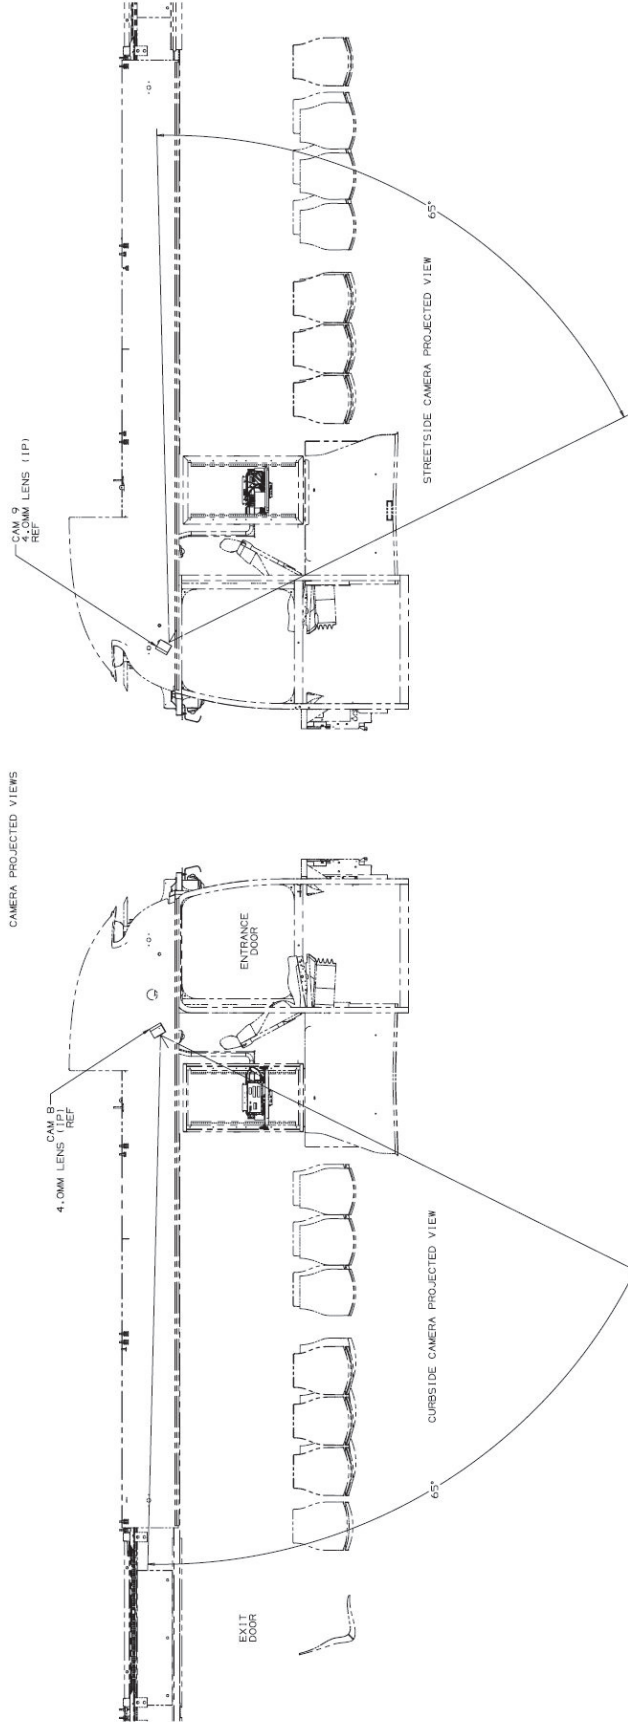 CAMERA PROJECTED VIEWS
CAM 9
4.0MM LENS (IP)
REF
65°
STREETSIDE CAMERA PROJECTED VIEW
CAM 8
4.0MM LENS (IP)
REF
ENTRANCE
DOOR
65°
CURBSIDE CAMERA PROJECTED VIEW
EXIT
DOOR